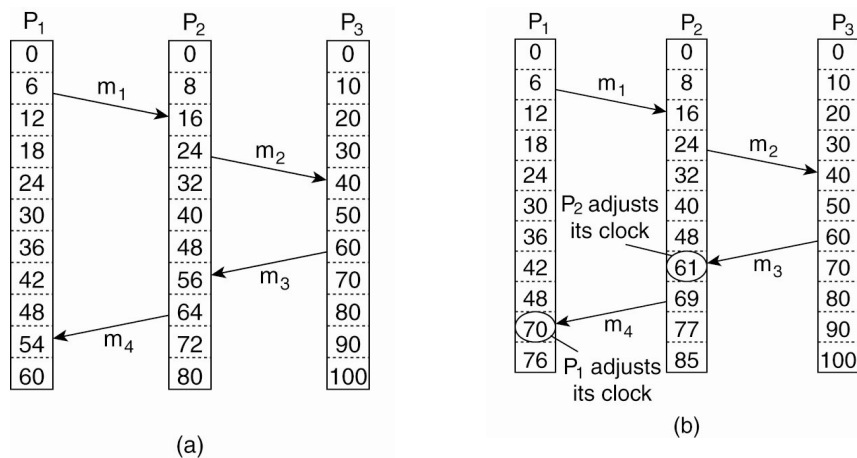 P1 P2 P3
0 0 0
6 8 10
m1
12 16 20
18 24 30
m2
24 32 40
30 40 50
36 48 60
m3
42 56 70
48 64 80
m4
54 72 90
60 80 100
(a)
P1 P2 P3
0 0 0
6 8 10
m1
12 16 20
18 24 30
m2
24 32 40
30 40 50
P2 adjusts
its clock
36 48 60
m3
42 61 70
48 69 80
m4
70 77 90
76 85 100
P1 adjusts
its clock
(b)